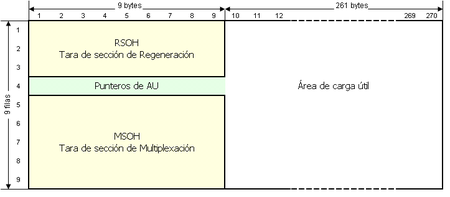 9 bytes
261 bytes
1 2 3 4 5 6 7 8 9 10 11 12 269 270
9 filas
1
2
3
4
5
6
7
8
9
RSOH
Tara de sección de Regeneración
Punteros de AU
Área de carga útil
MSOH
Tara de sección de Multiplexación